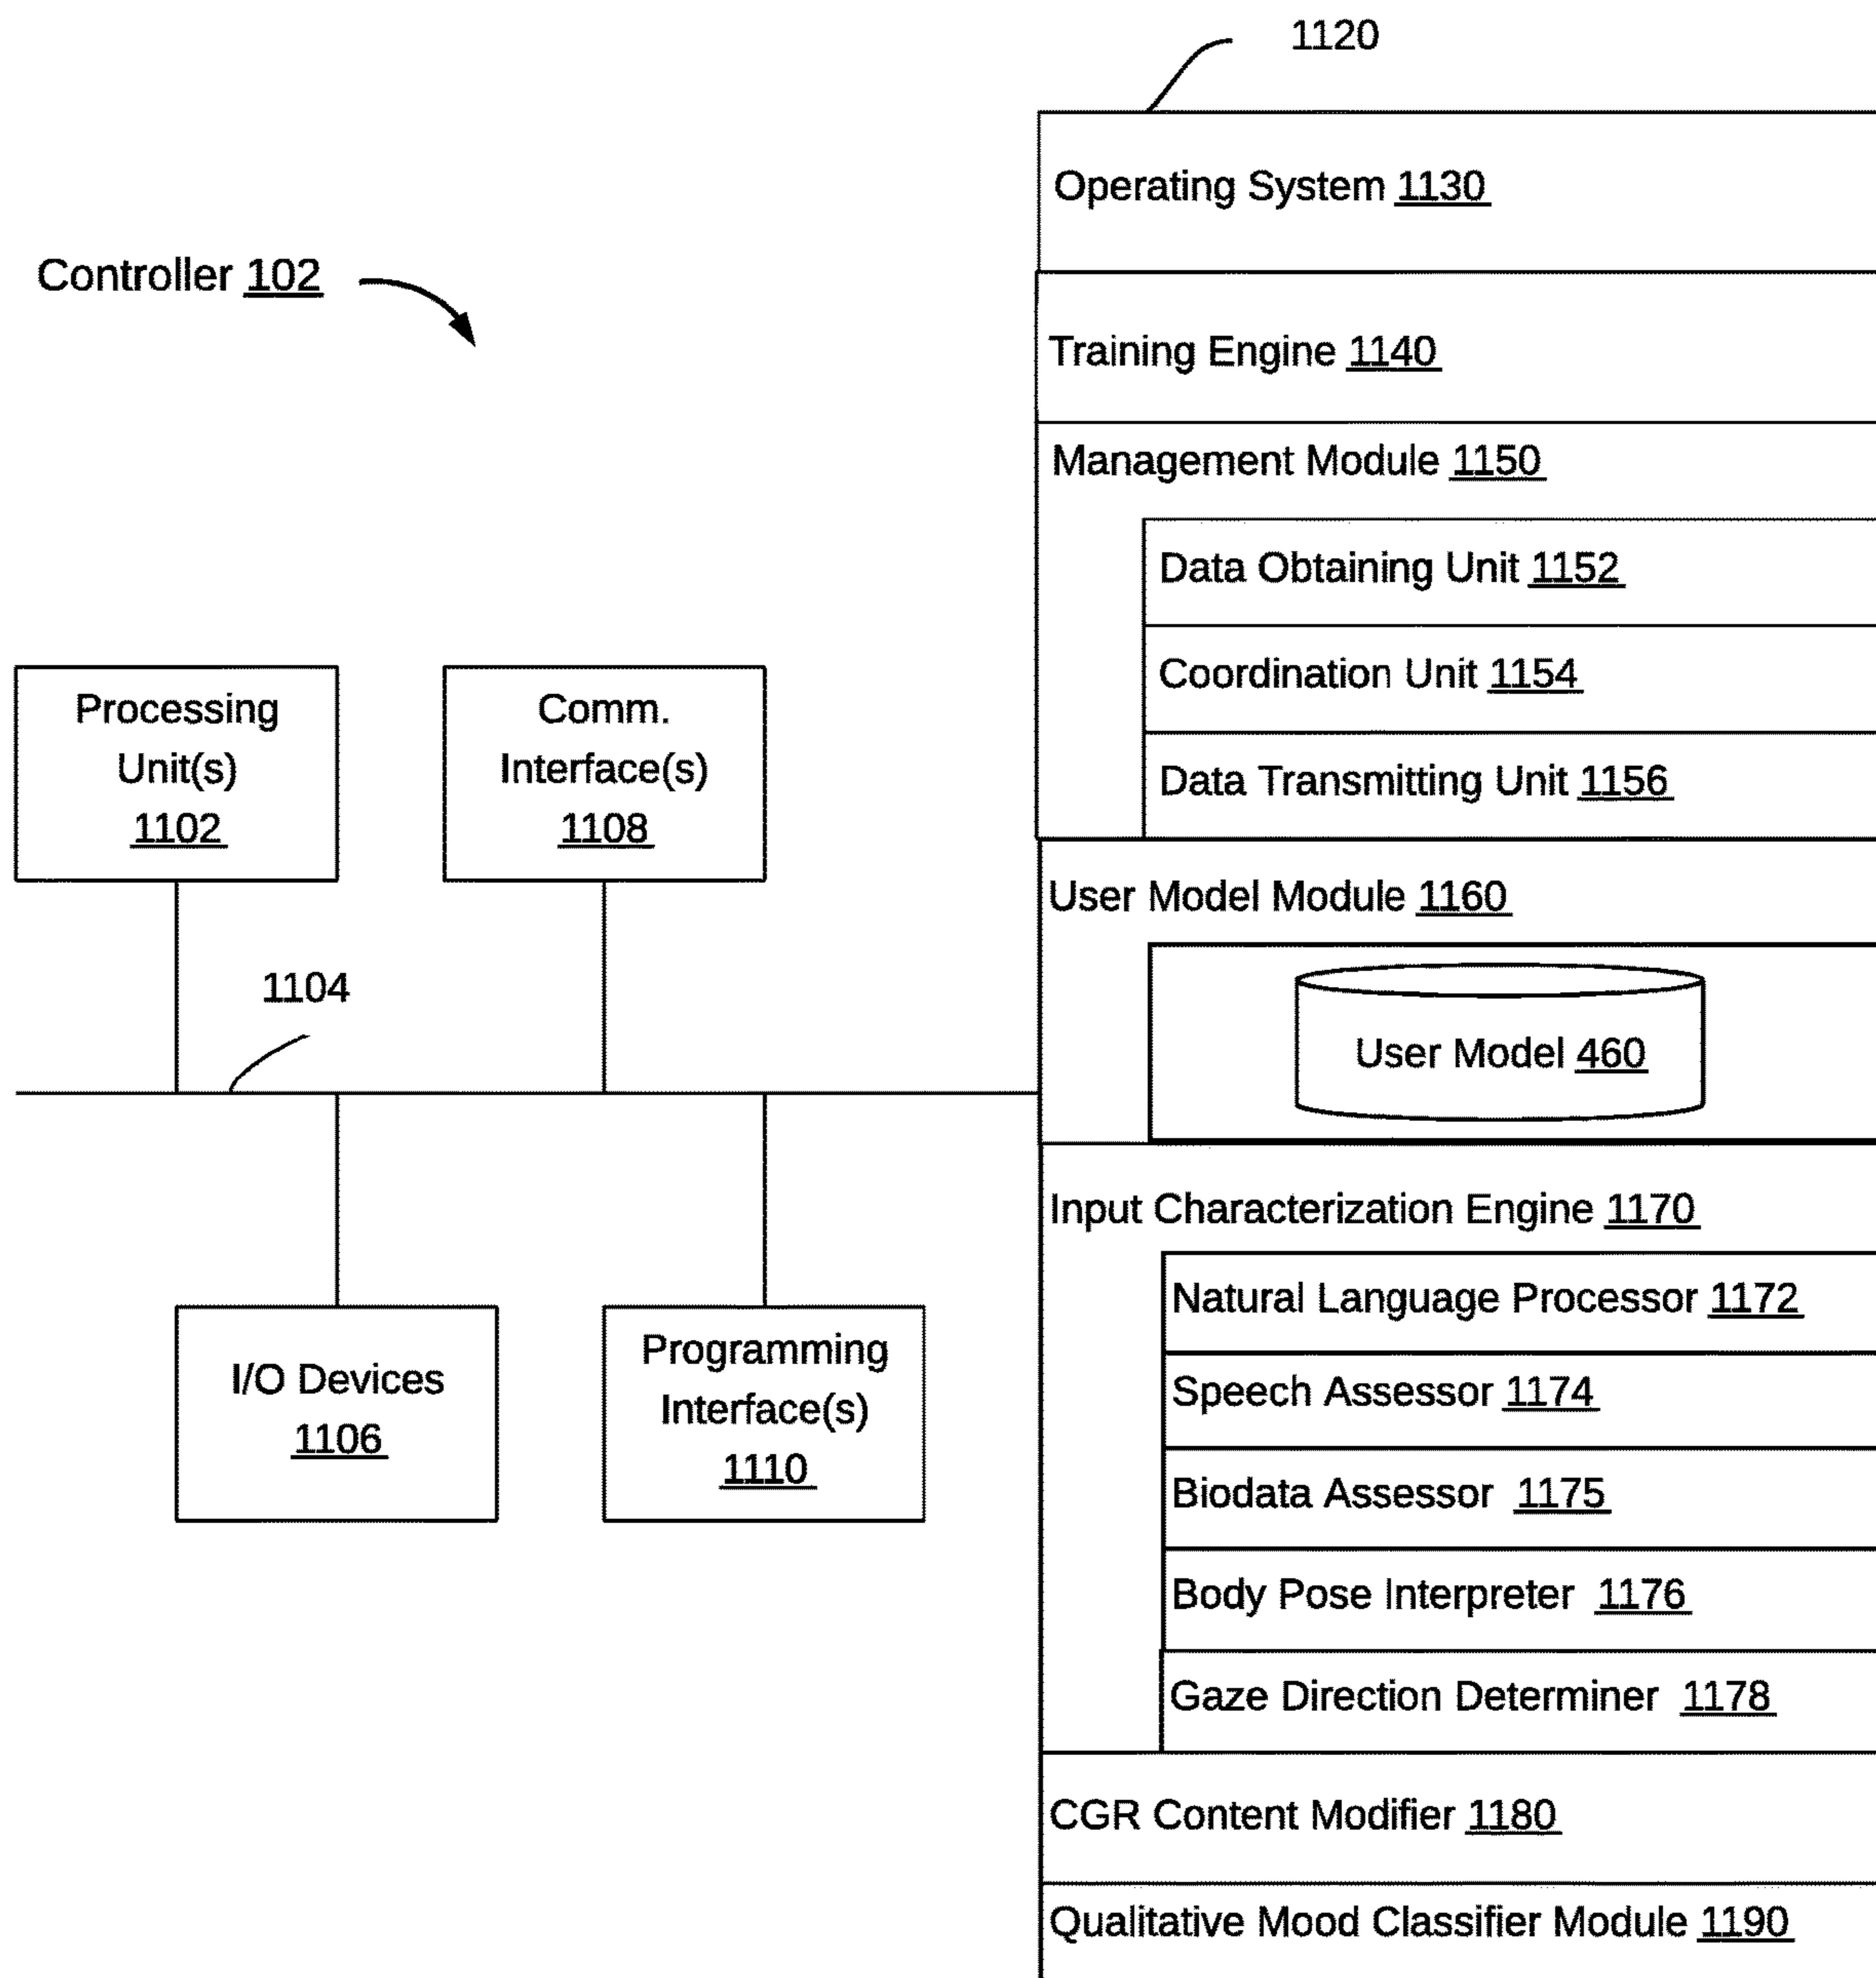 1120
Operating System 1130
Controller 102
Training Engine 1140
Management Module 1150
Data Obtaining Unit 1152
Coordination Unit 1154
Data Transmitting Unit 1156
Processing
Unit(s)
1102
Comm.
Interface(s)
1108
User Model Module 1160
1104
User Model 460
Input Characterization Engine 1170
Natural Language Processor 1172
Speech Assessor 1174
Biodata Assessor 1175
Body Pose Interpreter 1176
Gaze Direction Determiner 1178
I/O Devices
1106
Programming
Interface(s)
1110
CGR Content Modifier 1180
Qualitative Mood Classifier Module 1190